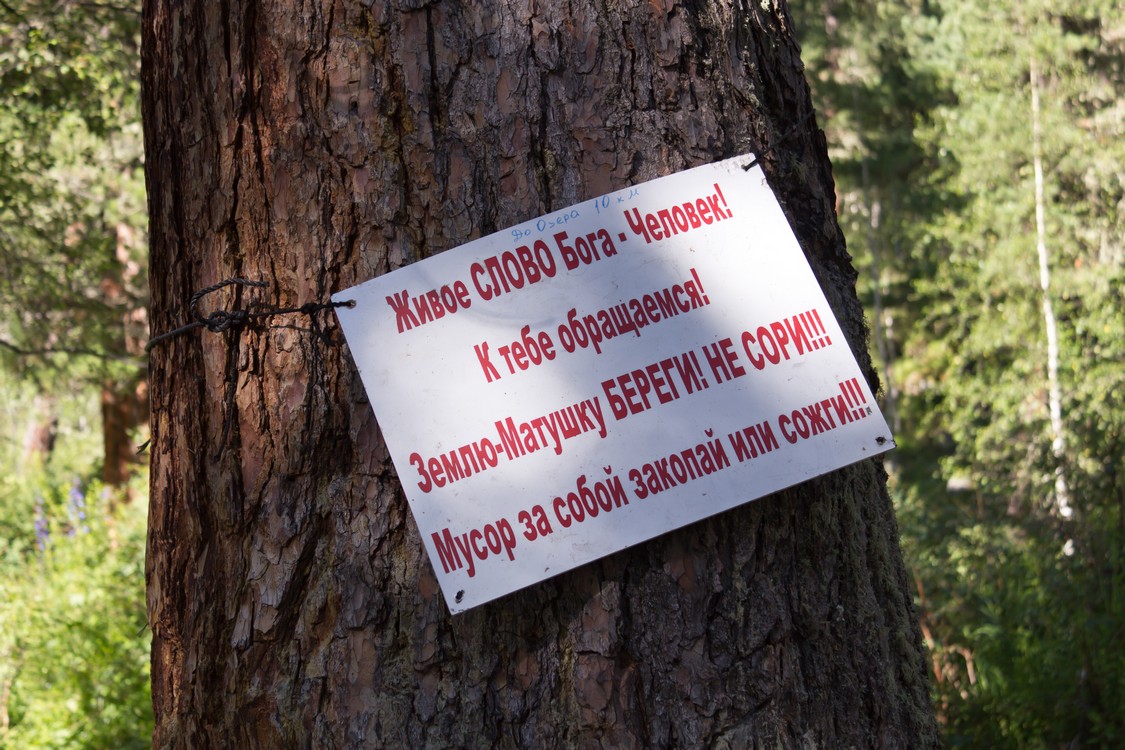 До Озера 10 км
Живое СЛОВО Бога - Человек!
К тебе обращаемся!
Землю-Матушку БЕРЕГИ! НЕ СОРИ!!!
Мусор за собой закопай или сожги!!!